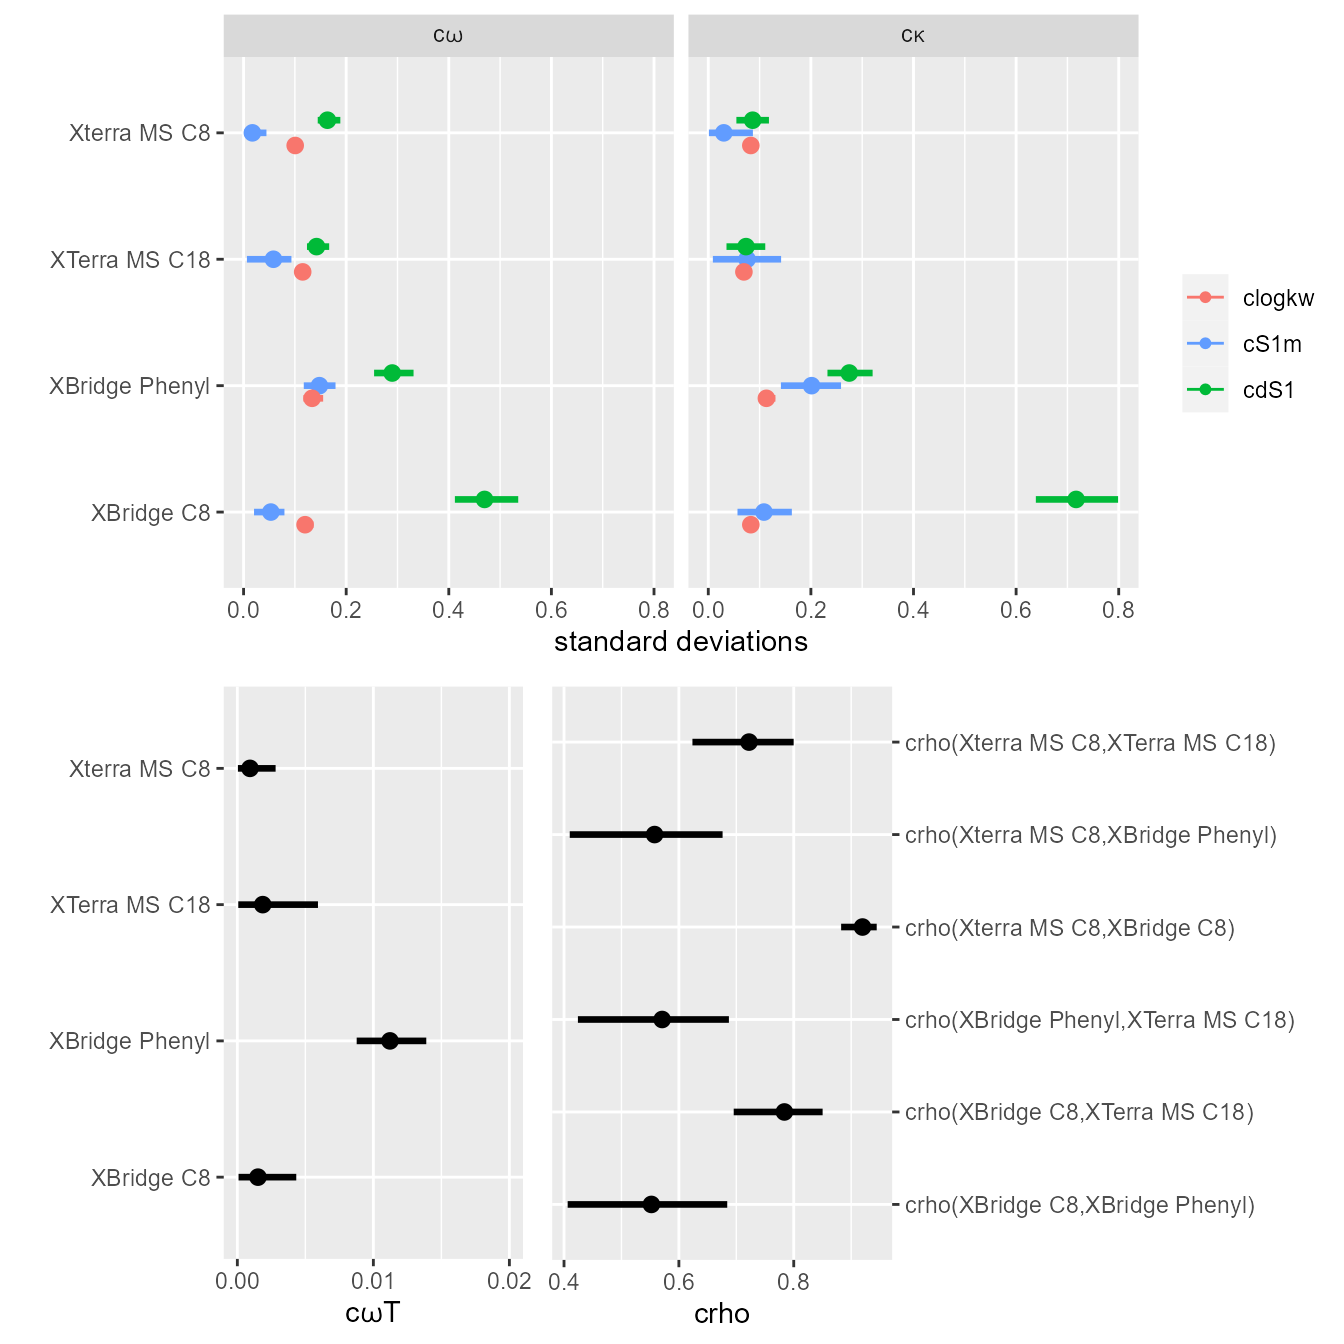 cω cκ
Xterra MS C8
XTerra MS C18
XBridge Phenyl
XBridge C8
0.0 0.2 0.4 0.6 0.8 0.0 0.2 0.4 0.6 0.8
standard deviations
clogkw
cS1m
cdS1
Xterra MS C8
XTerra MS C18
XBridge Phenyl
XBridge C8
0.00 0.01 0.02
cωT
crho(Xterra MS C8,XTerra MS C18)
crho(Xterra MS C8,XBridge Phenyl)
crho(Xterra MS C8,XBridge C8)
crho(XBridge Phenyl,XTerra MS C18)
crho(XBridge C8,XTerra MS C18)
crho(XBridge C8,XBridge Phenyl)
0.4 0.6 0.8
crho